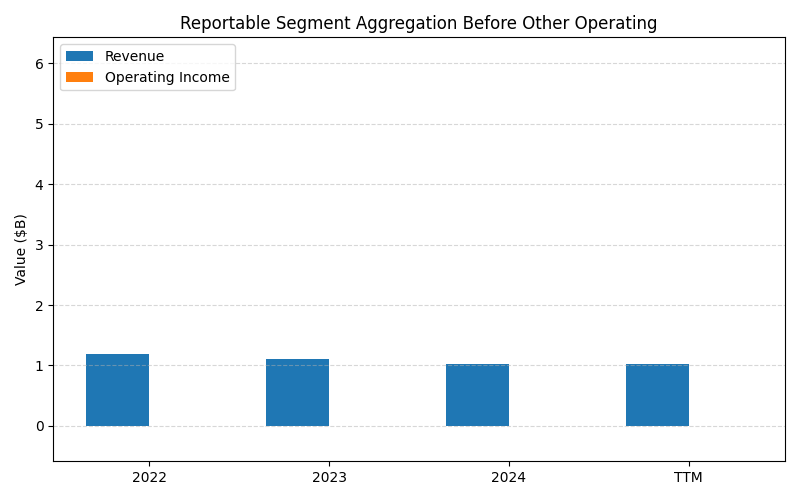 Reportable Segment Aggregation Before Other Operating
Revenue
Operating Income
Value ($B)
6
5
4
3
2
1
0
2022
2023
2024
TTM